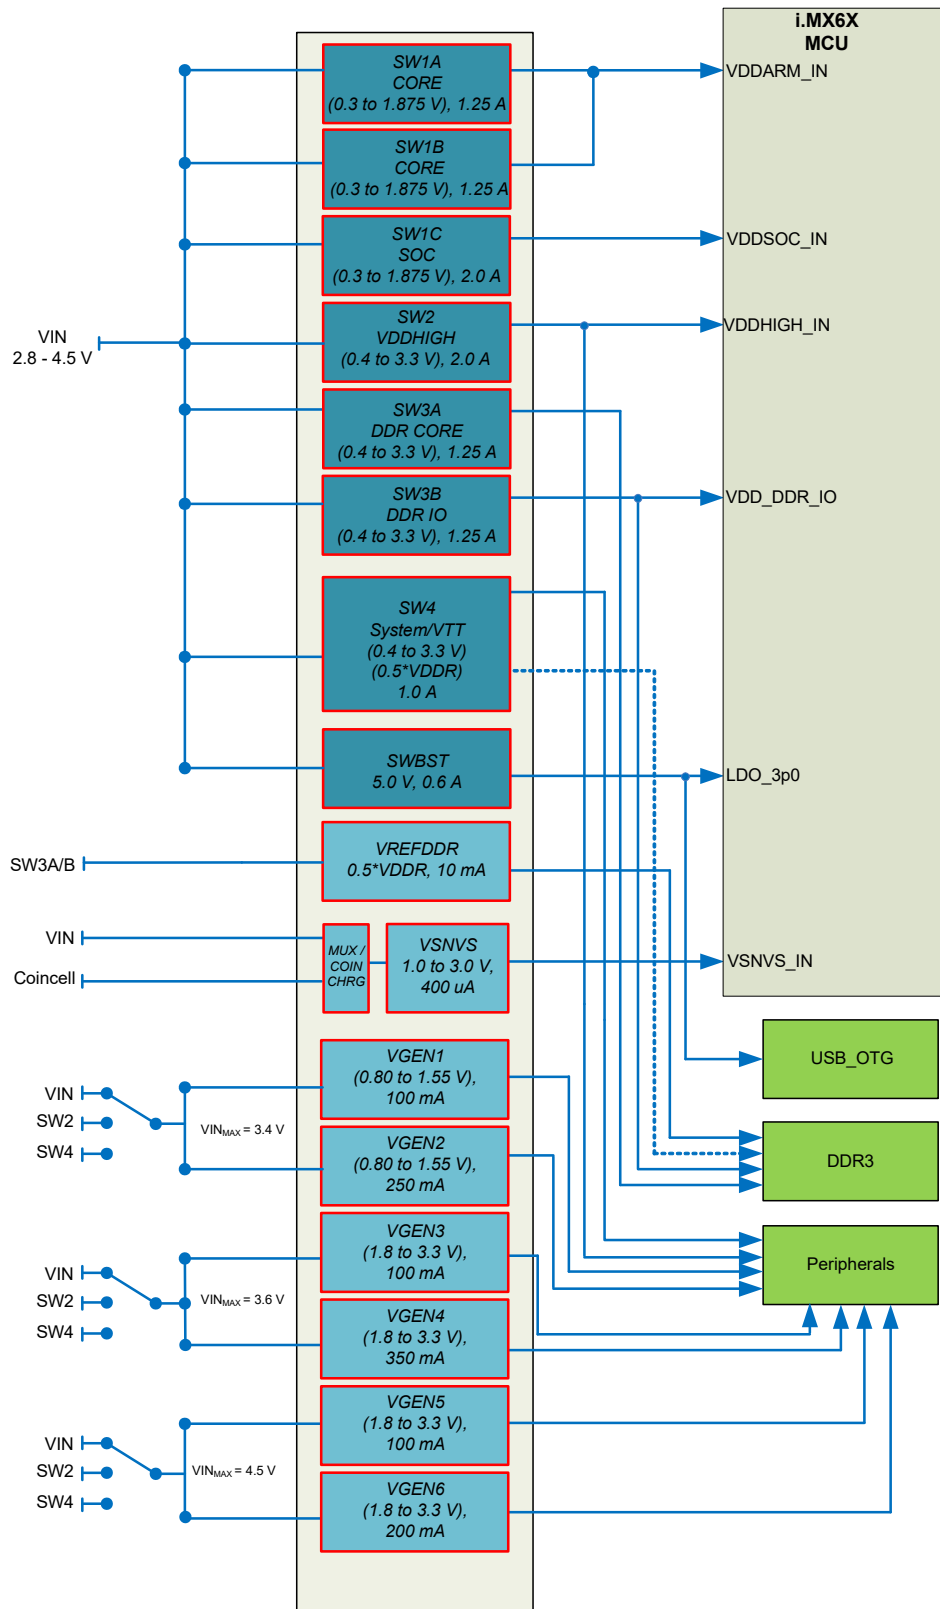 i.MX6X
MCU
SW1A
CORE
(0.3 to 1.875 V), 1.25 A
VDDARM_IN
SW1B
CORE
(0.3 to 1.875 V), 1.25 A
SW1C
SOC
(0.3 to 1.875 V), 2.0 A
VDDSOC_IN
VIN
2.8 - 4.5 V
SW2
VDDHIGH
(0.4 to 3.3 V), 2.0 A
VDDHIGH_IN
SW3A
DDR CORE
(0.4 to 3.3 V), 1.25 A
SW3B
DDR IO
(0.4 to 3.3 V), 1.25 A
VDD_DDR_IO
SW4
System/VTT
(0.4 to 3.3 V)
(0.5*VDDR)
1.0 A
SWBST
5.0 V, 0.6 A
LDO_3p0
SW3A/B
VREFDDR
0.5*VDDR, 10 mA
VIN
Coincell
MUX /
COIN
CHRG
VSNVS
1.0 to 3.0 V,
400 uA
VSNVS_IN
USB_OTG
VIN
SW2
SW4
VINMAX = 3.4 V
VGEN1
(0.80 to 1.55 V),
100 mA
VGEN2
(0.80 to 1.55 V),
250 mA
DDR3
VIN
SW2
SW4
VINMAX = 3.6 V
VGEN3
(1.8 to 3.3 V),
100 mA
VGEN4
(1.8 to 3.3 V),
350 mA
Peripherals
VIN
SW2
SW4
VINMAX = 4.5 V
VGEN5
(1.8 to 3.3 V),
100 mA
VGEN6
(1.8 to 3.3 V),
200 mA